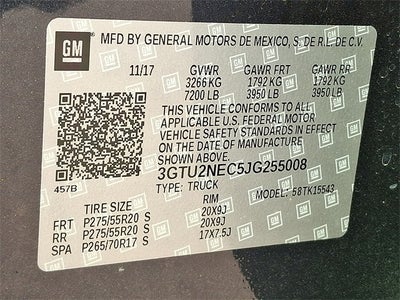 GM MFD BY GENERAL MOTORS DE MEXICO, S. DE R.L. DE C.V.
11/17 GVWR GAWR FRT GAWR RR
3266 KG 1792 KG 1792 KG
7200 LB 3950 LB 3950 LB
THIS VEHICLE CONFORMS TO ALL
APPLICABLE U.S. FEDERAL MOTOR
VEHICLE SAFETY STANDARDS IN EFFECT
ON THE DATE OF MANUFACTURE
SHOWN ABOVE.
457B 3GTU2NEC5JG255008
TYPE: TRUCK MODEL: 58TK15543
TIRE SIZE RIM
FRT P275/55R20 S 20X9J
RR P275/55R20 S 20X9J
SPA P265/70R17 S 17X7.5J